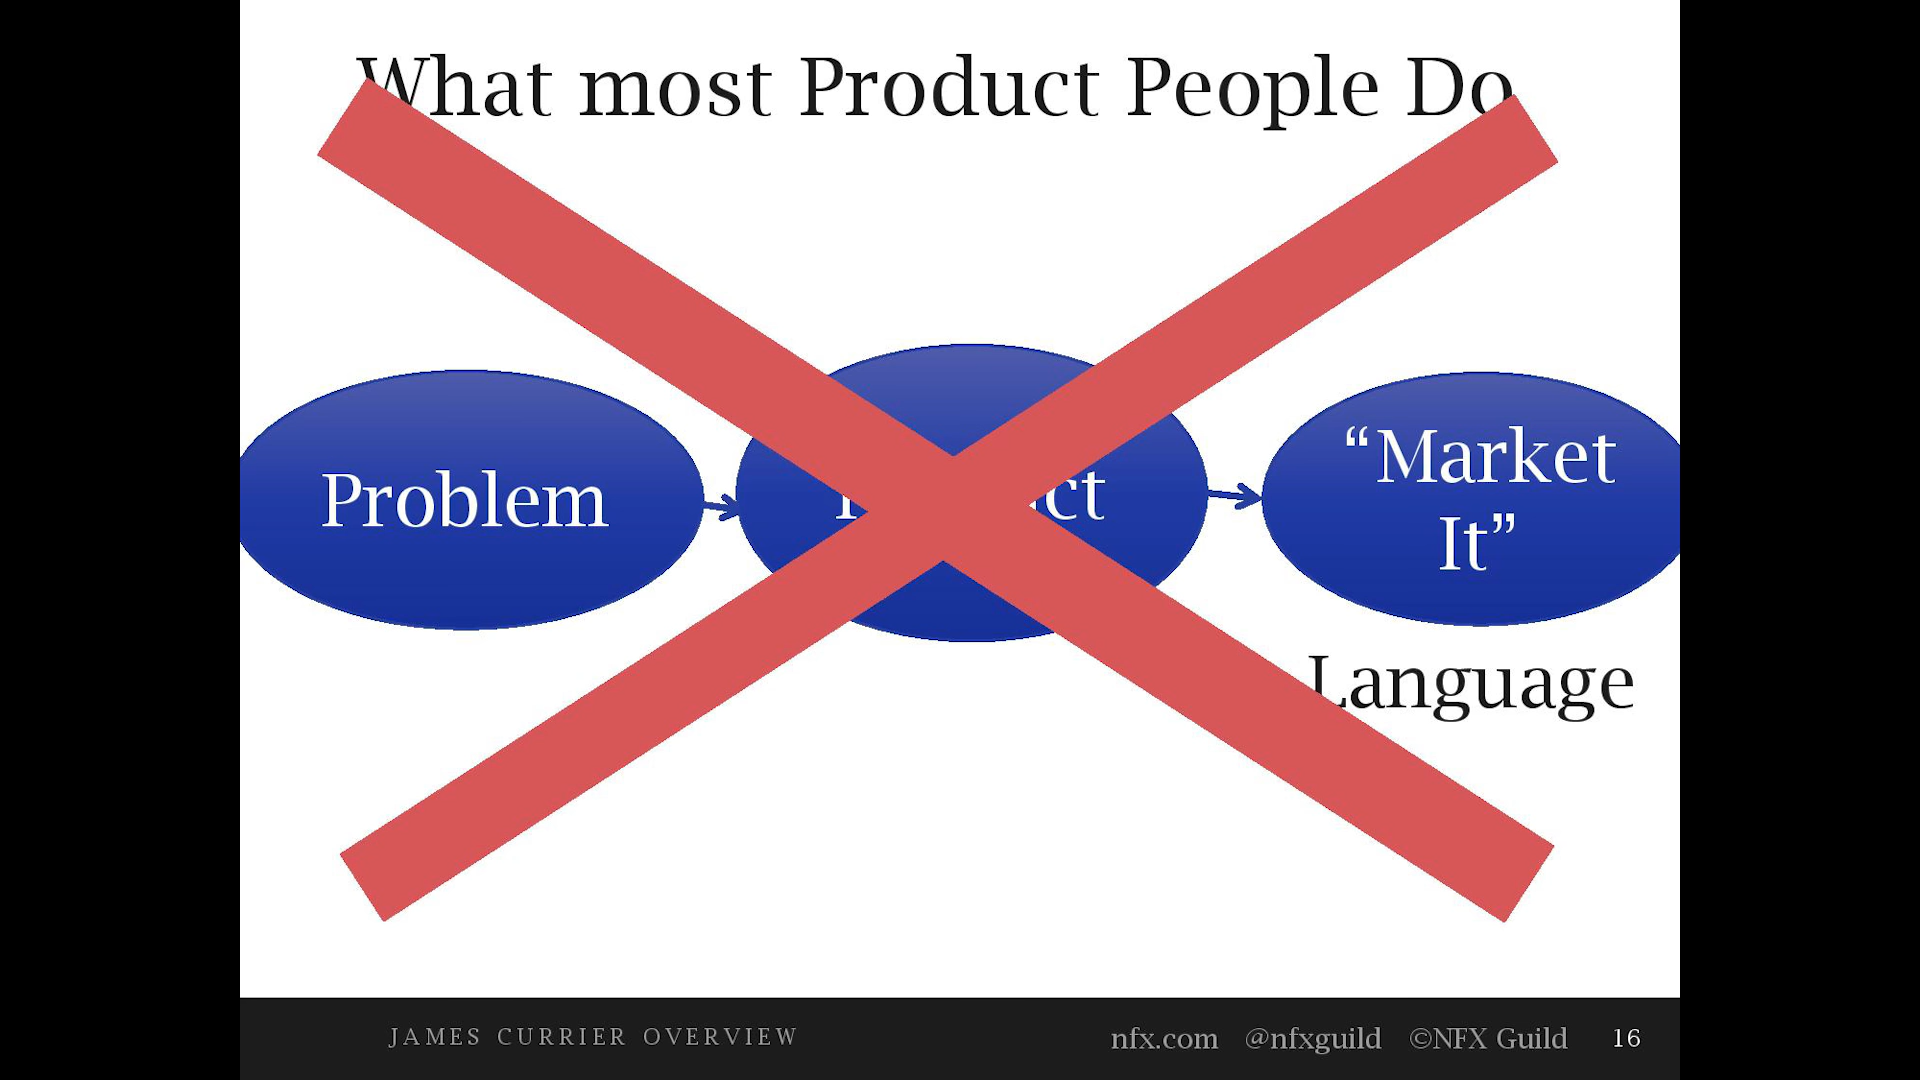 What most Product People Do
Problem
“Market
It”
Language
JAMES CURRIER OVERVIEW
nfx.com @nfxguild ©NFX Guild 16